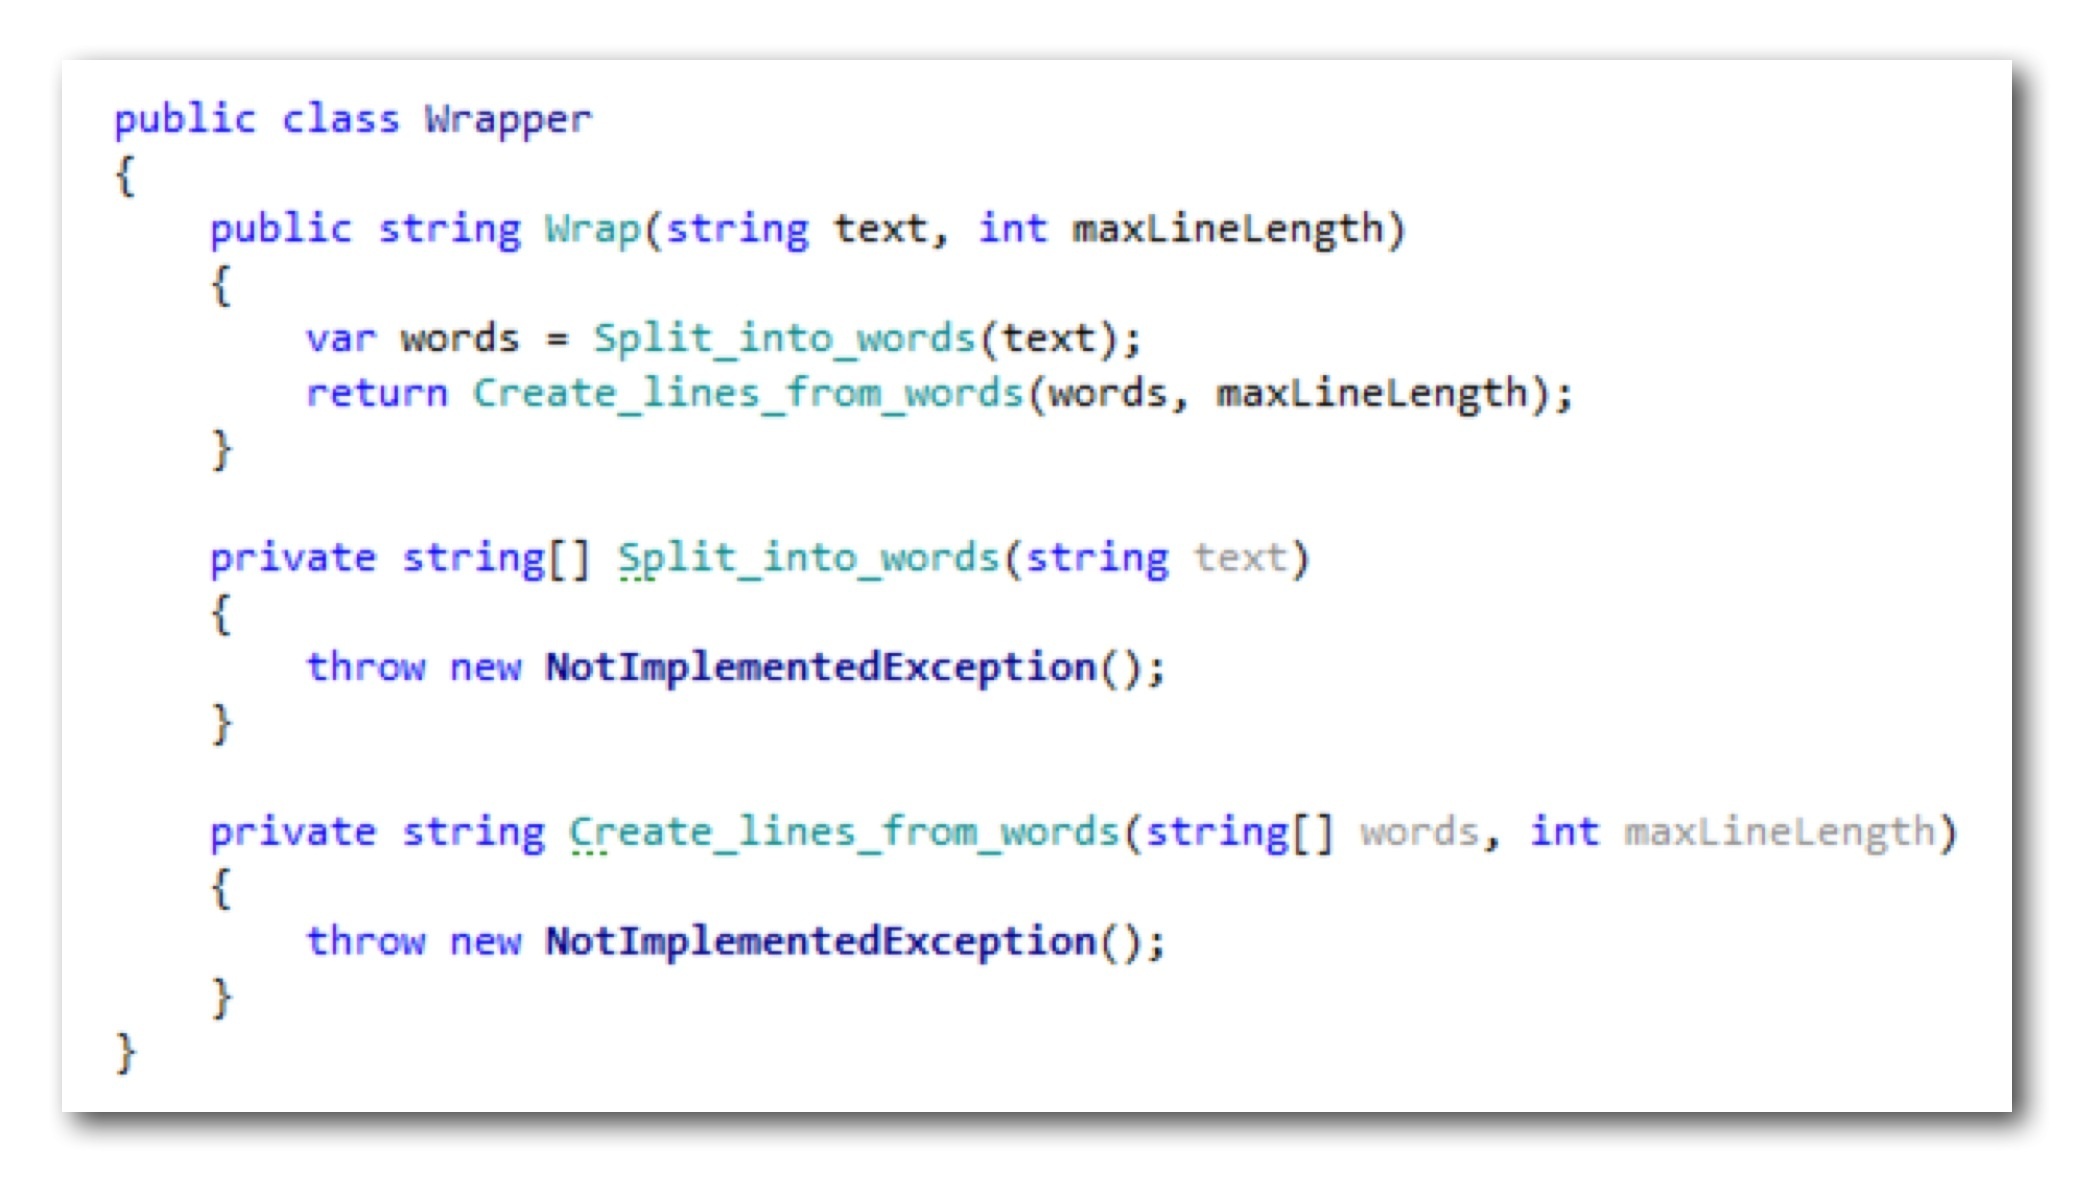 public class Wrapper
{
    public string Wrap(string text, int maxLineLength)
    {
        var words = Split_into_words(text);
        return Create_lines_from_words(words, maxLineLength);
    }

    private string[] Split_into_words(string text)
    {
        throw new NotImplementedException();
    }

    private string Create_lines_from_words(string[] words, int maxLineLength)
    {
        throw new NotImplementedException();
    }
}